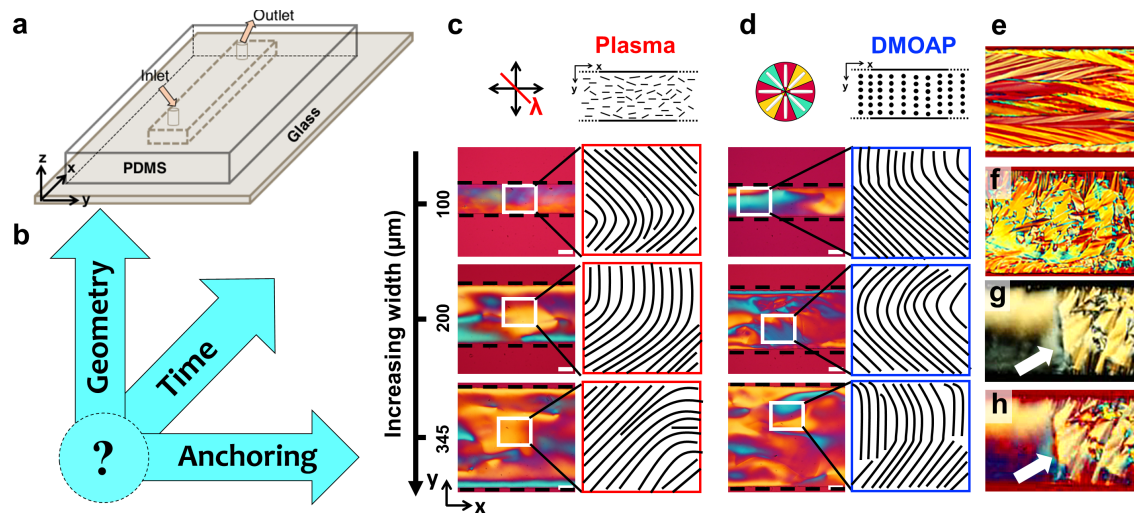 a
Outlet
Inlet
PDMS
Glass
z
x
y
b
Geometry
Time
Anchoring
?
c
Plasma
λ
x
y
d
DMOAP
x
y
Increasing width (µm)
100
200
345
y
x
e
f
g
h